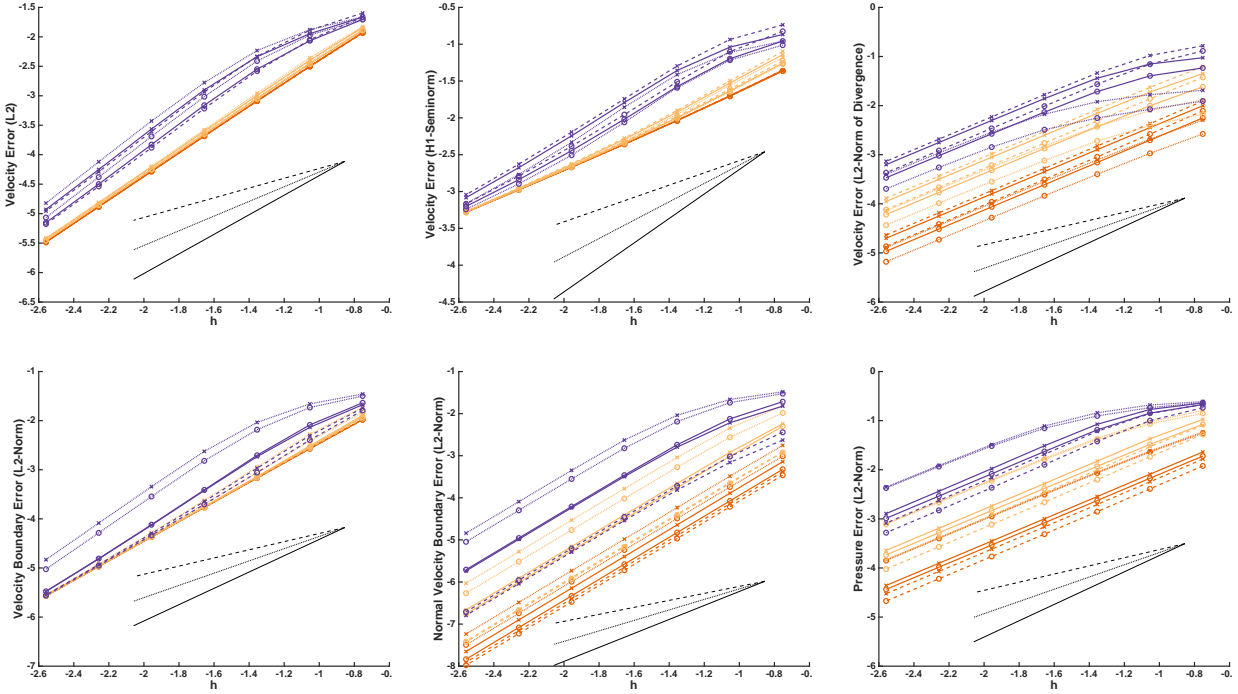 -1.5
-2
-2.5
-3
-3.5
-4
-4.5
-5
-5.5
-6
-6.5
Velocity Error (L2)
-2.6 -2.4 -2.2 -2 -1.8 -1.6 -1.4 -1.2 -1 -0.8 -0.
h
-0.5
-1
-1.5
-2
-2.5
-3
-3.5
-4
-4.5
Velocity Error (H1-Seminorm)
-2.6 -2.4 -2.2 -2 -1.8 -1.6 -1.4 -1.2 -1 -0.8 -0.
h
0
-1
-2
-3
-4
-5
-6
Velocity Error (L2-Norm of Divergence)
-2.6 -2.4 -2.2 -2 -1.8 -1.6 -1.4 -1.2 -1 -0.8 -0.
h
-1
-2
-3
-4
-5
-6
-7
Velocity Boundary Error (L2-Norm)
-2.6 -2.4 -2.2 -2 -1.8 -1.6 -1.4 -1.2 -1 -0.8 -0.
h
-1
-2
-3
-4
-5
-6
-7
-8
Normal Velocity Boundary Error (L2-Norm)
-2.6 -2.4 -2.2 -2 -1.8 -1.6 -1.4 -1.2 -1 -0.8 -0.
h
0
-1
-2
-3
-4
-5
-6
Pressure Error (L2-Norm)
-2.6 -2.4 -2.2 -2 -1.8 -1.6 -1.4 -1.2 -1 -0.8 -0.
h